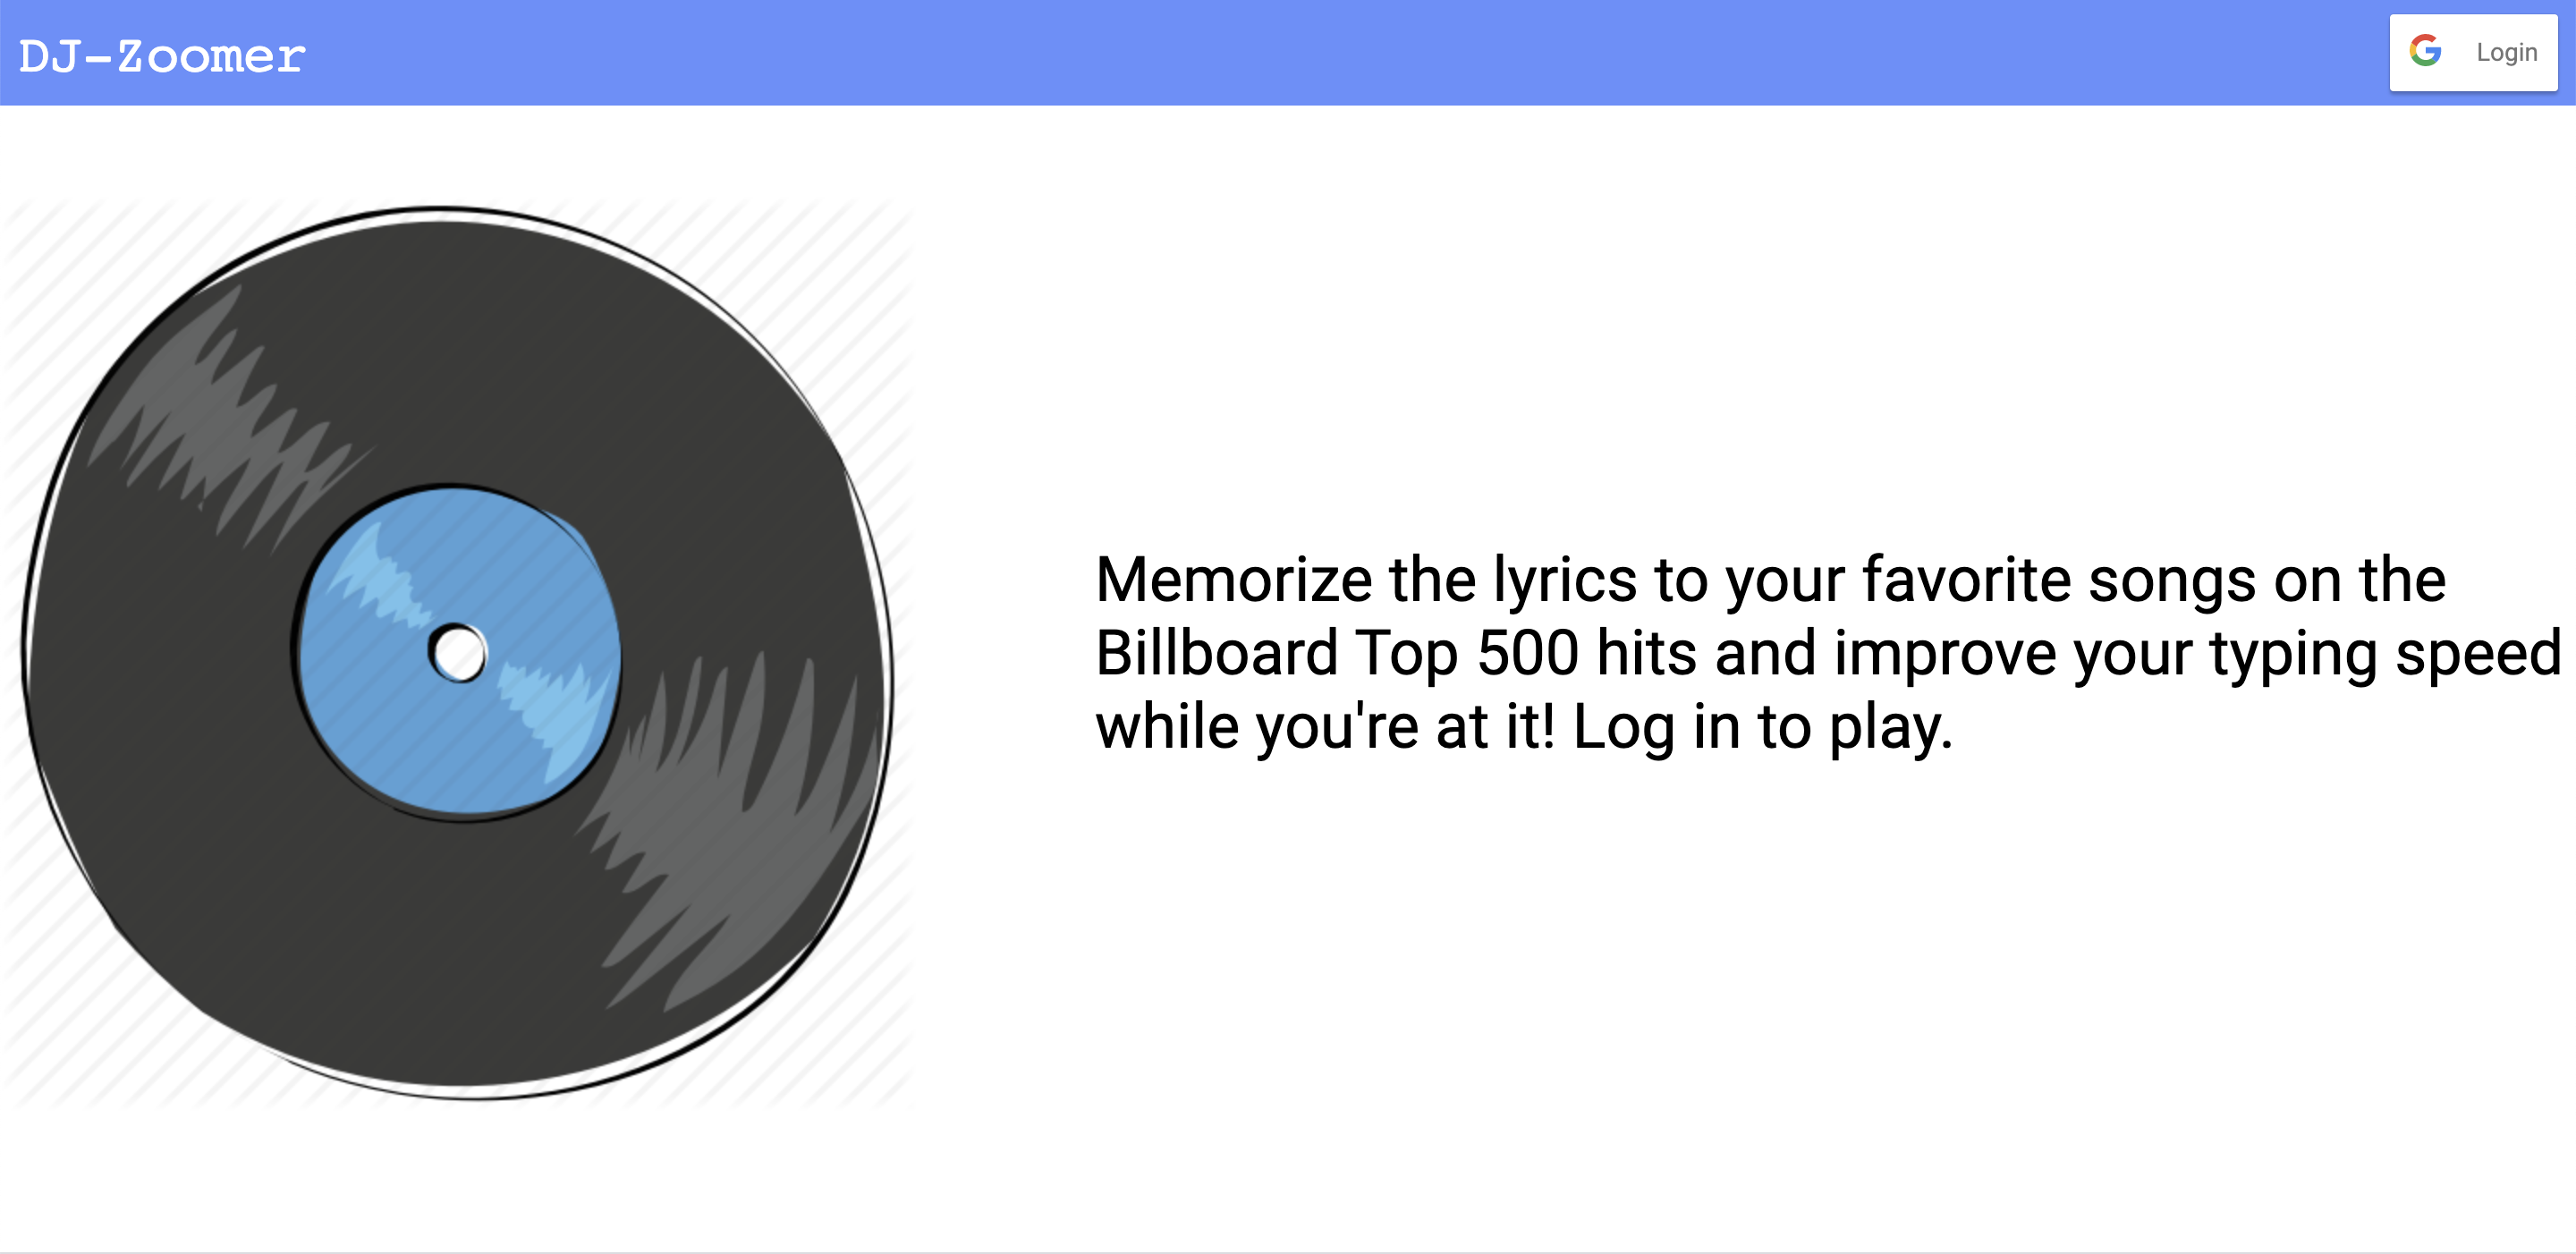 DJ-Zoomer
Login
Memorize the lyrics to your favorite songs on the
Billboard Top 500 hits and improve your typing speed
while you're at it! Log in to play.